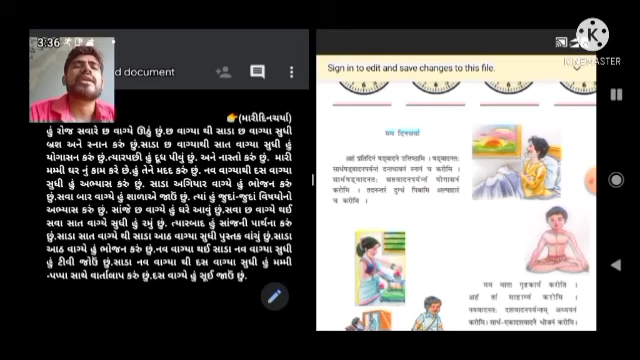 3:36
KINEMASTER
d document
Sign in to edit and save changes to this file.
👉(મારીદિનચર્યા)
હું રોજ સવારે છ વાગ્યે ઊઠું છું.છ વાગ્યા થી સાડા છ વાગ્યા સુધી
બ્રશ અને સ્નાન કરું છું.સાડા છ વાગ્યાથી સાત વાગ્યા સુધી હું
યોગાસન કરું છું.ત્યારપછી હું દૂધ પીવું છું. અને નાસ્તો કરું છું. મારી
મમ્મી ઘર નું કામ કરે છે.હું તેને મદદ કરું છું. નવ વાગ્યાથી દસ વાગ્યા
સુધી હું અભ્યાસ કરું છું. સાડા અગિયાર વાગ્યે હું ભોજન કરું
છું.સવા બાર વાગ્યે હું શાળાએ જાઉં છું. ત્યાં હું જુદાં-જુદાં વિષયોનો
અભ્યાસ કરું છું. સાંજે છ વાગ્યે હું ઘરે આવું છું.સવા છ વાગ્યે થઈ
સવા સાત વાગ્યે સુધી હું રમું છું. ત્યારબાદ હું સાંજની પ્રાર્થના કરું
છું.સાડા સાત વાગ્યે થી સાડા આઠ વાગ્યા સુધી પુસ્તક વાંચું છું.સાડા
આઠ વાગ્યે હું ભોજન કરું છું.નવ વાગ્યા થઈ સાડા નવ વાગ્યા સુધી
હું ટીવી જોઉં છું.સાડા નવ વાગ્યા થી દસ વાગ્યા સુધી હું મમ્મી
-પપ્પા સાથે વાર્તાલાપ કરું છું.દસ વાગ્યે હું સૂઈ જાઉં છું.
मम दिनचर्या
अहं प्रतिदिनं षड्वादने उत्तिष्ठामि । षड्वादनतः
सार्धषड्वादनपर्यन्तं दन्तधावनं स्नानं च करोमि ।
सार्धषड्वादनतः सप्तवादनपर्यन्तं योगासनं
करोमि । तदनन्तरं दुग्धं पिबामि अल्पाहारं
च करोमि ।
मम माता गृहकार्यं करोति ।
अहं तां साहाय्यं करोमि ।
नववादनतः दशवादनपर्यन्तम् अध्ययनं
करोमि । सार्ध-एकादशवादने भोजनं करोमि ।